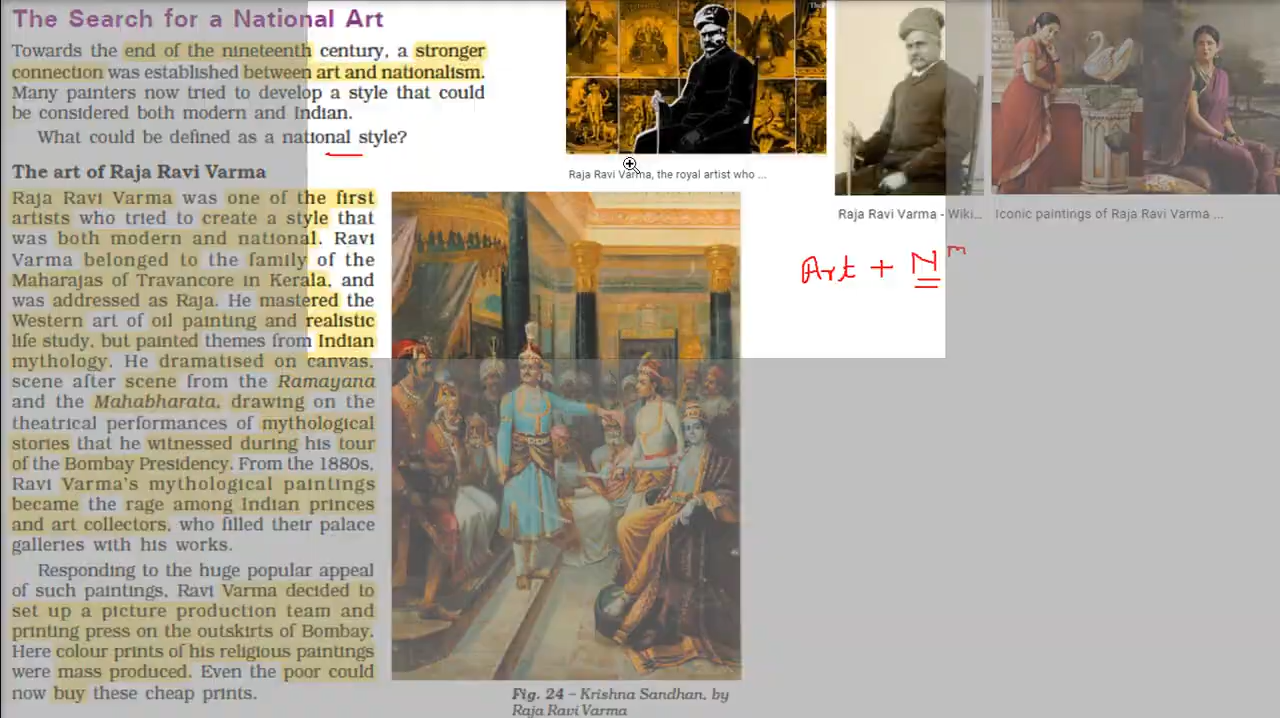 The Search for a National Art
Towards the end of the nineteenth century, a stronger
connection was established between art and nationalism.
Many painters now tried to develop a style that could
be considered both modern and Indian.
What could be defined as a national style?
The art of Raja Ravi Varma
Raja Ravi Varma was one of the first
artists who tried to create a style that
was both modern and national. Ravi
Varma belonged to the family of the
Maharajas of Travancore in Kerala, and
was addressed as Raja. He mastered the
Western art of oil painting and realistic
life study, but painted themes from Indian
mythology. He dramatised on canvas,
scene after scene from the Ramayana
and the Mahabharata, drawing on the
theatrical performances of mythological
stories that he witnessed during his tour
of the Bombay Presidency. From the 1880s,
Ravi Varma's mythological paintings
became the rage among Indian princes
and art collectors, who filled their palace
galleries with his works.
Responding to the huge popular appeal
of such paintings, Ravi Varma decided to
set up a picture production team and
printing press on the outskirts of Bombay.
Here colour prints of his religious paintings
were mass produced. Even the poor could
now buy these cheap prints.
Raja Ravi Varma, the royal artist who ...
Raja Ravi Varma - Wiki...
Iconic paintings of Raja Ravi Varma ...
Art + N m
Fig. 24 – Krishna Sandhan, by
Raja Ravi Varma